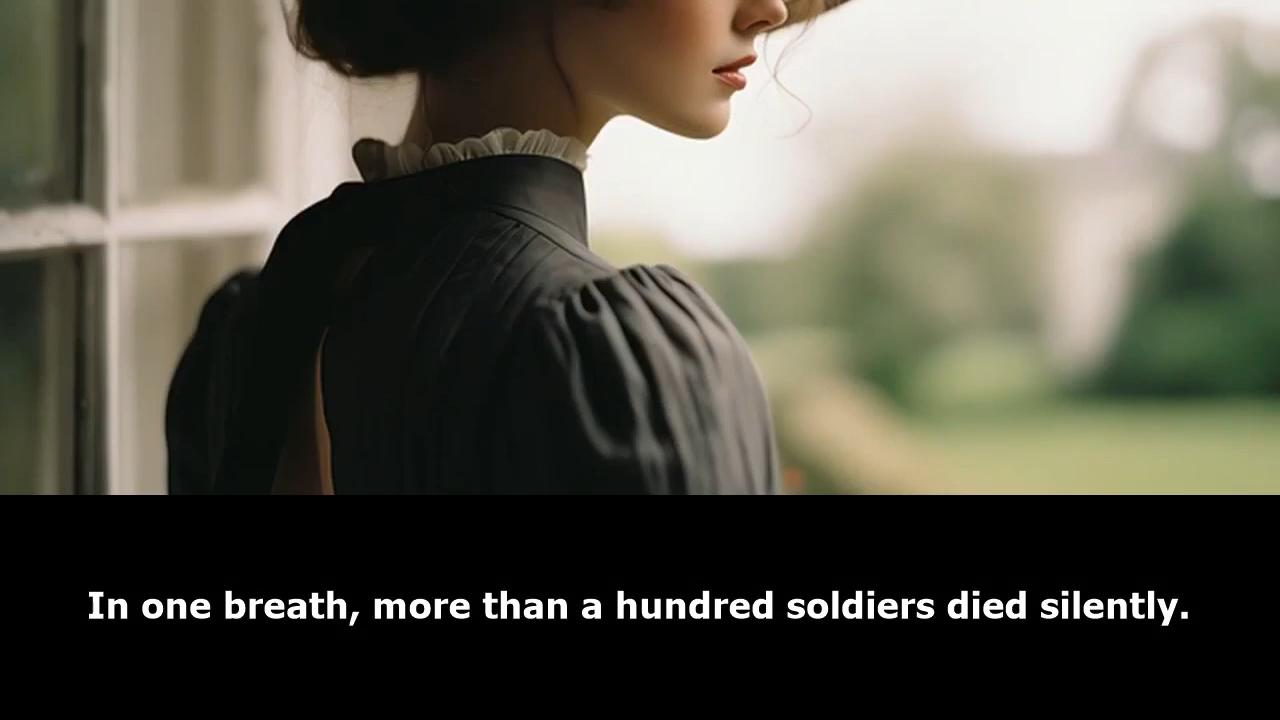 In one breath, more than a hundred soldiers died silently.